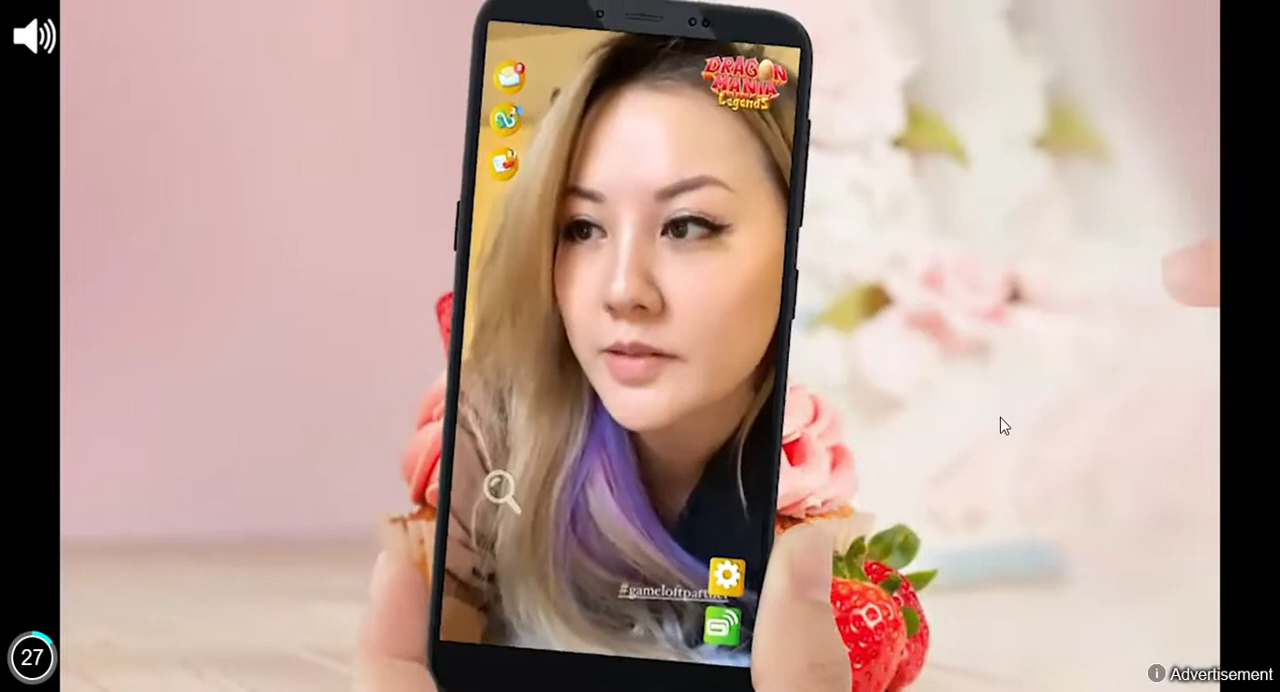 DRAGON
MANIA
Legends
#gameloftpartner
27
Advertisement